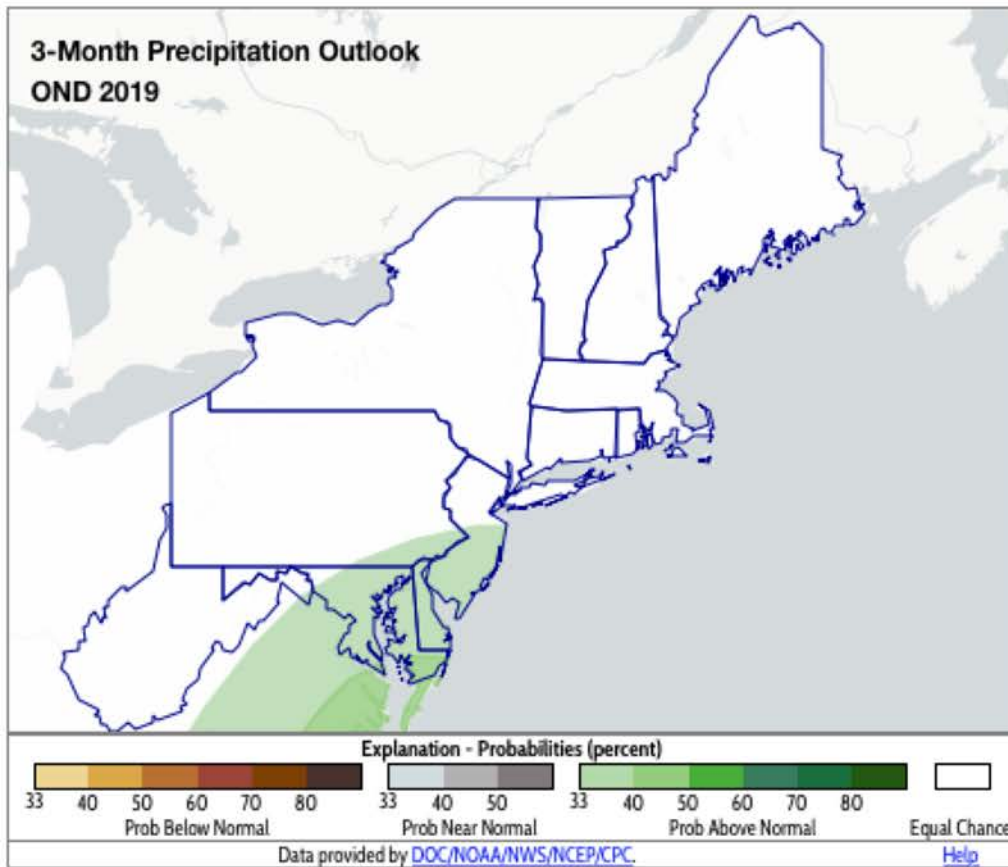 3-Month Precipitation Outlook
OND 2019
Explanation - Probabilities (percent)
33 40 50 60 70 80 33 40 50 33 40 50 60 70 80
Prob Below Normal Prob Near Normal Prob Above Normal Equal Chance
Data provided by DOC/NOAA/NWS/NCEP/CPC. Help